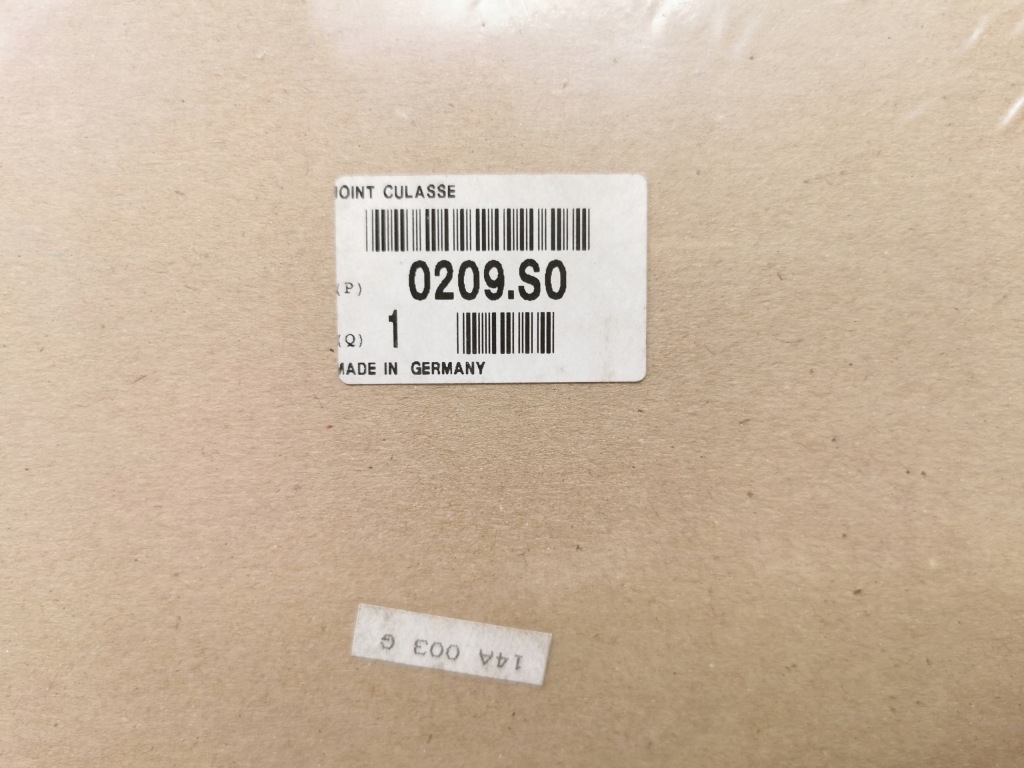 JOINT CULASSE
(P) 0209.S0
(Q) 1
MADE IN GERMANY
14A 003 G